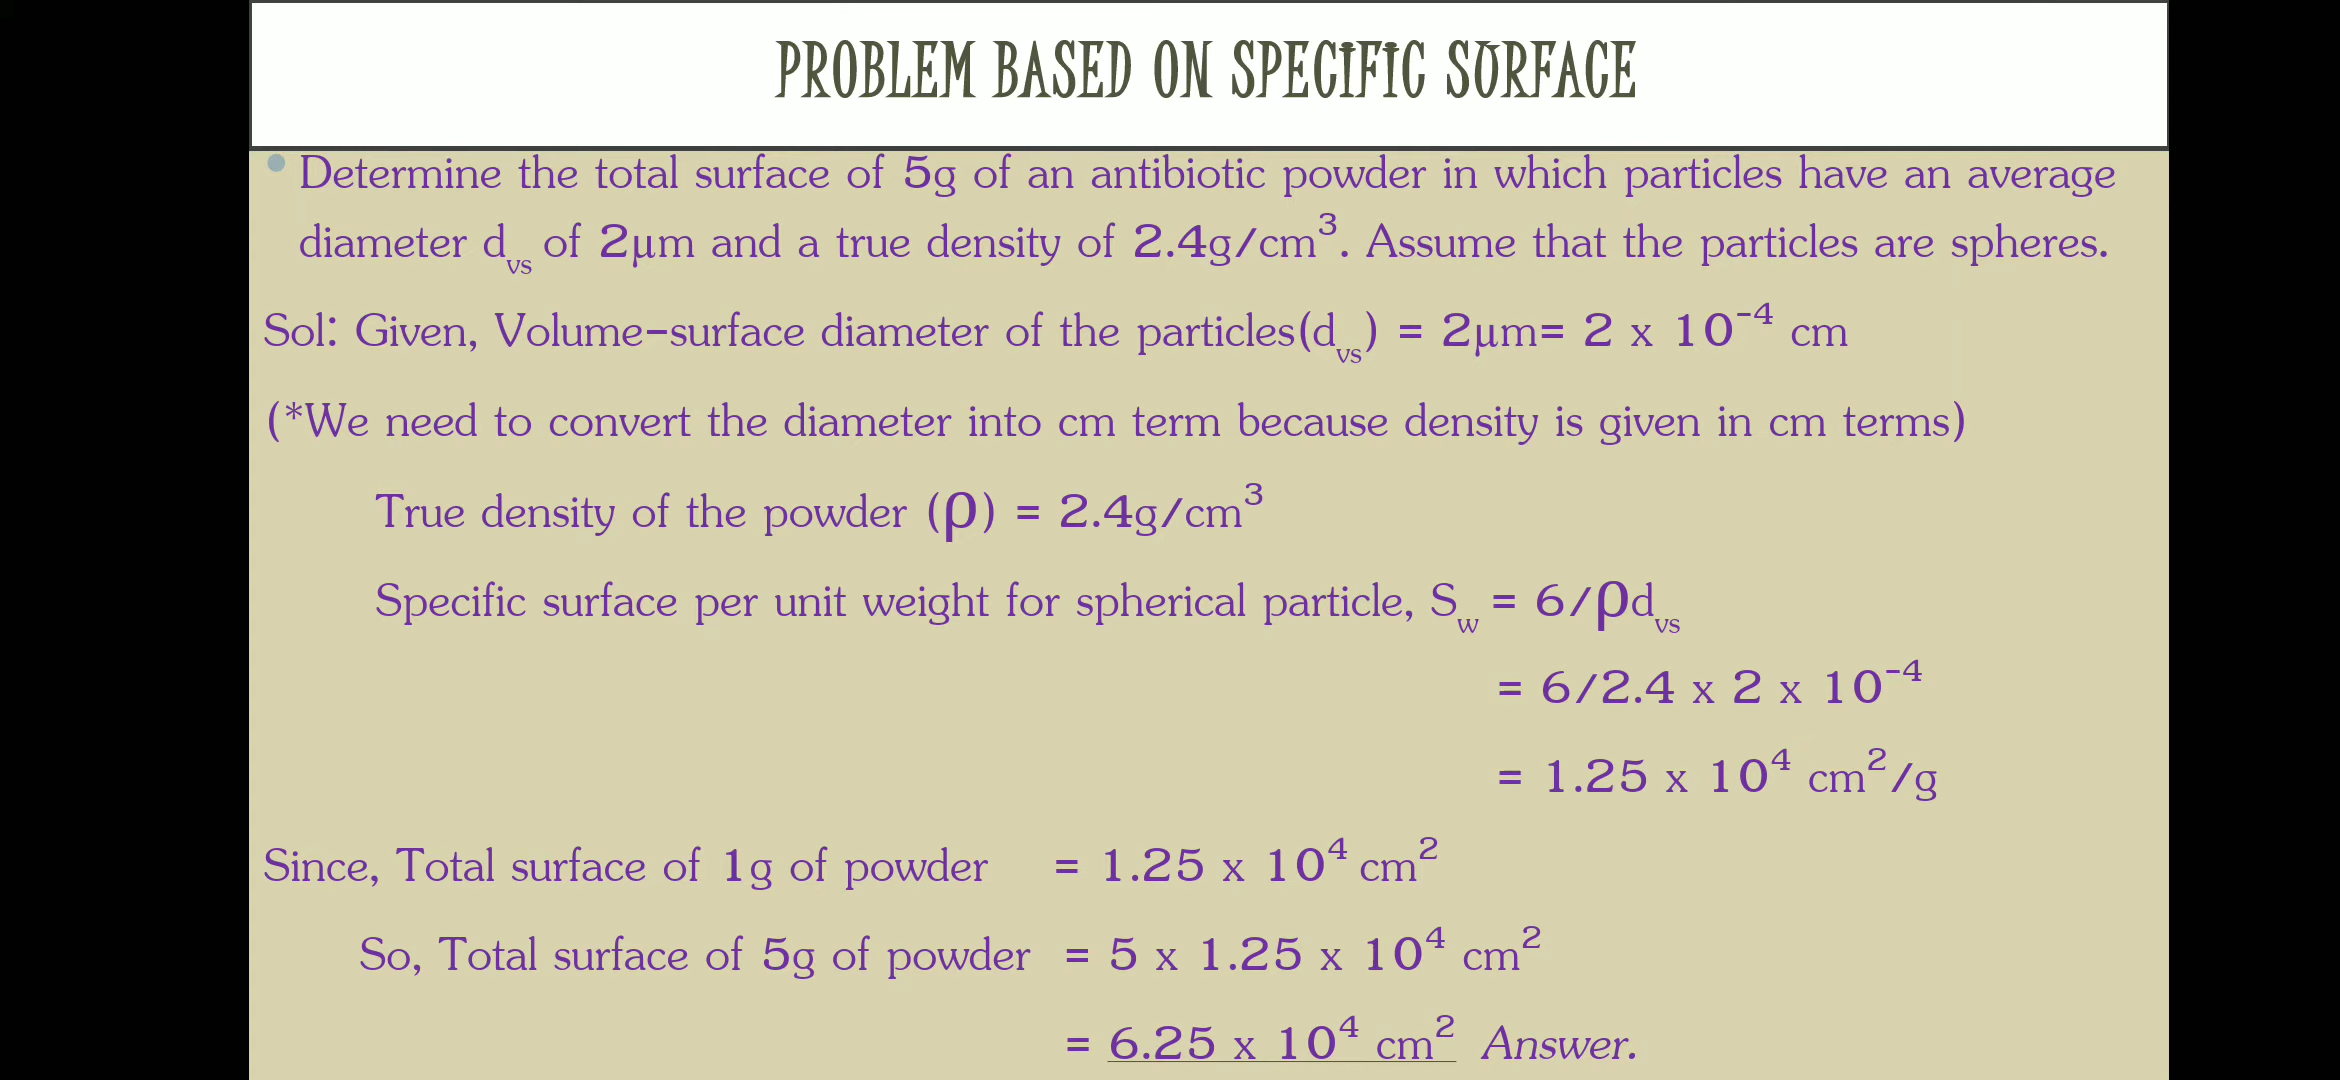 PROBLEM BASED ON SPECIFIC SURFACE
• Determine the total surface of 5g of an antibiotic powder in which particles have an average
diameter dvs of 2μm and a true density of 2.4g/cm³. Assume that the particles are spheres.
Sol: Given, Volume-surface diameter of the particles(dvs) = 2μm= 2 x 10⁻⁴ cm
(*We need to convert the diameter into cm term because density is given in cm terms)
True density of the powder (ρ) = 2.4g/cm³
Specific surface per unit weight for spherical particle, Sw = 6/ρdvs
= 6/2.4 x 2 x 10⁻⁴
= 1.25 x 10⁴ cm²/g
Since, Total surface of 1g of powder = 1.25 x 10⁴ cm²
So, Total surface of 5g of powder = 5 x 1.25 x 10⁴ cm²
= 6.25 x 10⁴ cm² Answer.